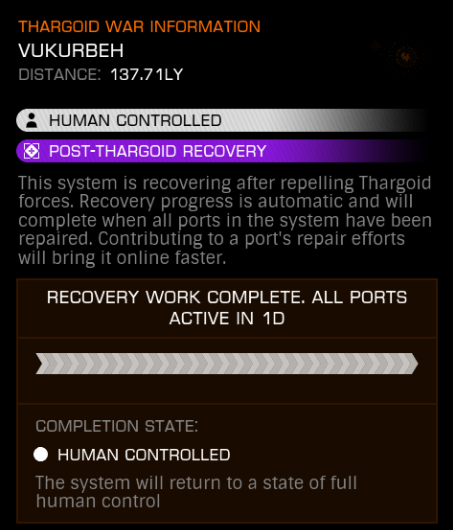 THARGOID WAR INFORMATION
VUKURBEH
DISTANCE: 137.71LY
HUMAN CONTROLLED
POST-THARGOID RECOVERY
This system is recovering after repelling Thargoid
forces. Recovery progress is automatic and will
complete when all ports in the system have been
repaired. Contributing to a port's repair efforts
will bring it online faster.
RECOVERY WORK COMPLETE. ALL PORTS
ACTIVE IN 1D
COMPLETION STATE:
HUMAN CONTROLLED
The system will return to a state of full
human control